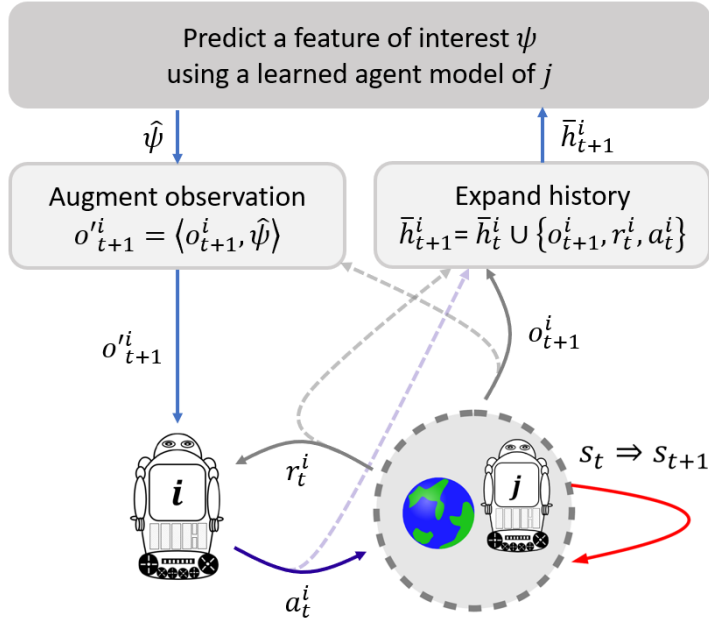 Predict a feature of interest ψ
using a learned agent model of j
ψ̂
h̄ⁱₜ₊₁
Augment observation
o′ⁱₜ₊₁ = ⟨oⁱₜ₊₁, ψ̂⟩
Expand history
h̄ⁱₜ₊₁ = h̄ⁱₜ ∪ {oⁱₜ₊₁, rⁱₜ, aⁱₜ}
o′ⁱₜ₊₁
oⁱₜ₊₁
rⁱₜ
sₜ ⇒ sₜ₊₁
i
j
aⁱₜ